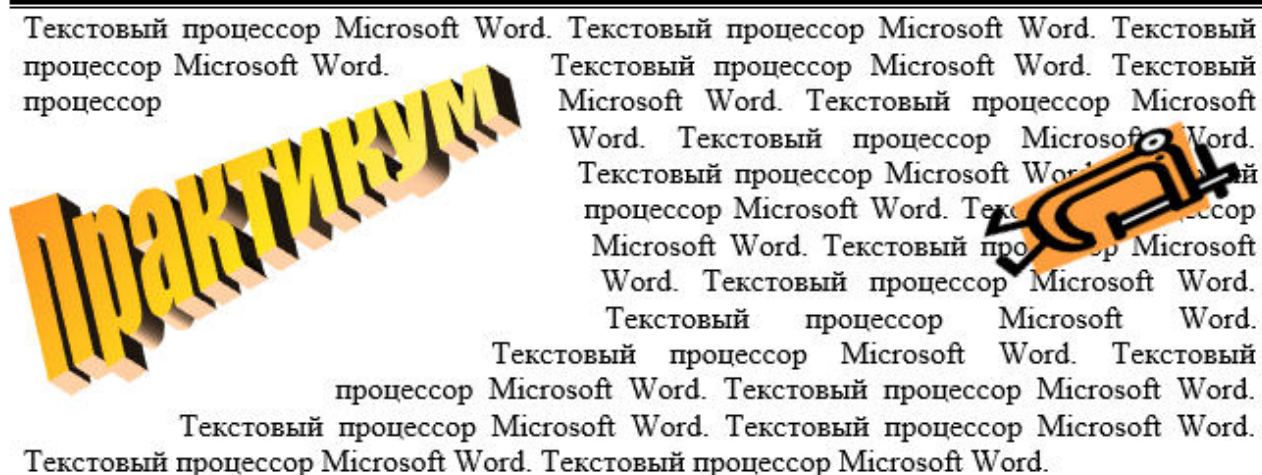 Текстовый процессор Microsoft Word. Текстовый процессор Microsoft Word. Текстовый
процессор Microsoft Word. Текстовый процессор Microsoft Word. Текстовый
процессор Microsoft Word. Текстовый процессор Microsoft
Word. Текстовый процессор Microsoft Word.
Текстовый процессор Microsoft
процессор Microsoft Word.
Microsoft Word. Текстовый Microsoft
Word. Текстовый процессор Microsoft Word.
Текстовый процессор Microsoft Word.
Текстовый процессор Microsoft Word. Текстовый
процессор Microsoft Word. Текстовый процессор Microsoft Word.
Текстовый процессор Microsoft Word. Текстовый процессор Microsoft Word.
Текстовый процессор Microsoft Word. Текстовый процессор Microsoft Word.
Практикум